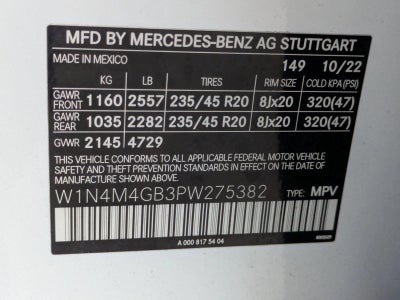 MFD BY MERCEDES-BENZ AG STUTTGART
MADE IN MEXICO 149 10/22
KG LB TIRES RIM SIZE COLD KPA(PSI)
GAWR FRONT 1160 2557 235/45 R20 8Jx20 320(47)
GAWR REAR 1035 2282 235/45 R20 8Jx20 320(47)
GVWR 2145 4729
THIS VEHICLE CONFORMS TO ALL APPLICABLE FEDERAL MOTOR VEHICLE
SAFETY AND THEFT PREVENTION STANDARDS IN EFFECT ON THE DATE OF
MANUFACTURE SHOWN ABOVE.
W1N4M4GB3PW275382 TYPE: MPV
A 000 817 54 04